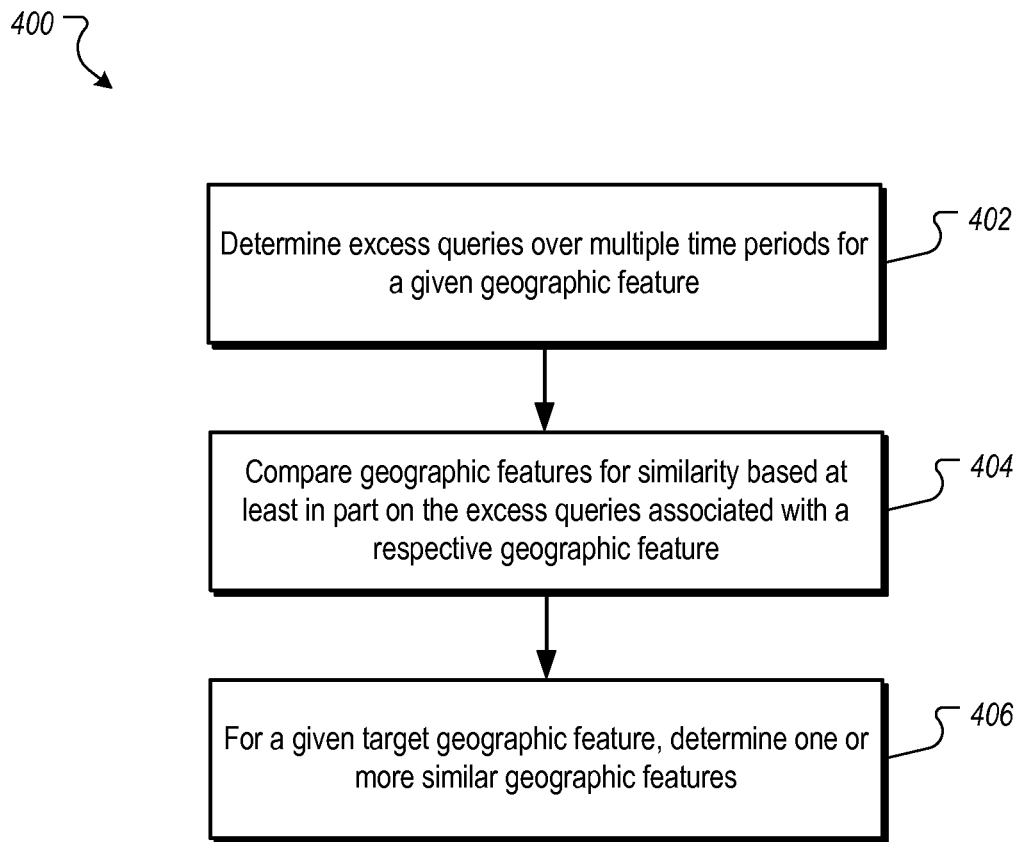 400
Determine excess queries over multiple time periods for
a given geographic feature
402
Compare geographic features for similarity based at
least in part on the excess queries associated with a
respective geographic feature
404
For a given target geographic feature, determine one or
more similar geographic features
406